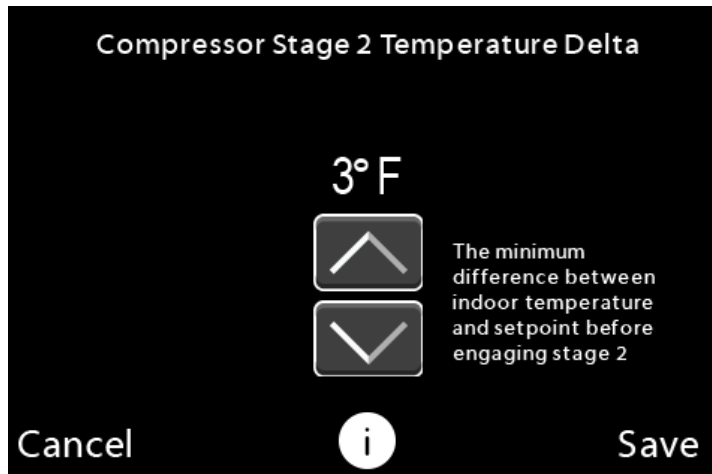 Compressor Stage 2 Temperature Delta
3° F
The minimum
difference between
indoor temperature
and setpoint before
engaging stage 2
Cancel
i
Save